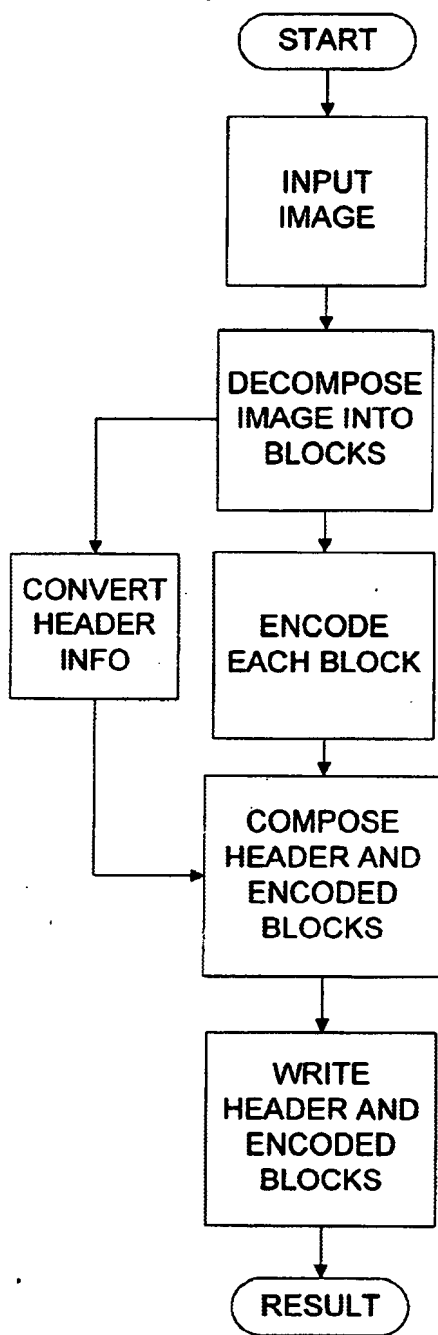 START
INPUT
IMAGE
DECOMPOSE
IMAGE INTO
BLOCKS
CONVERT
HEADER
INFO
ENCODE
EACH BLOCK
COMPOSE
HEADER AND
ENCODED
BLOCKS
WRITE
HEADER AND
ENCODED
BLOCKS
RESULT